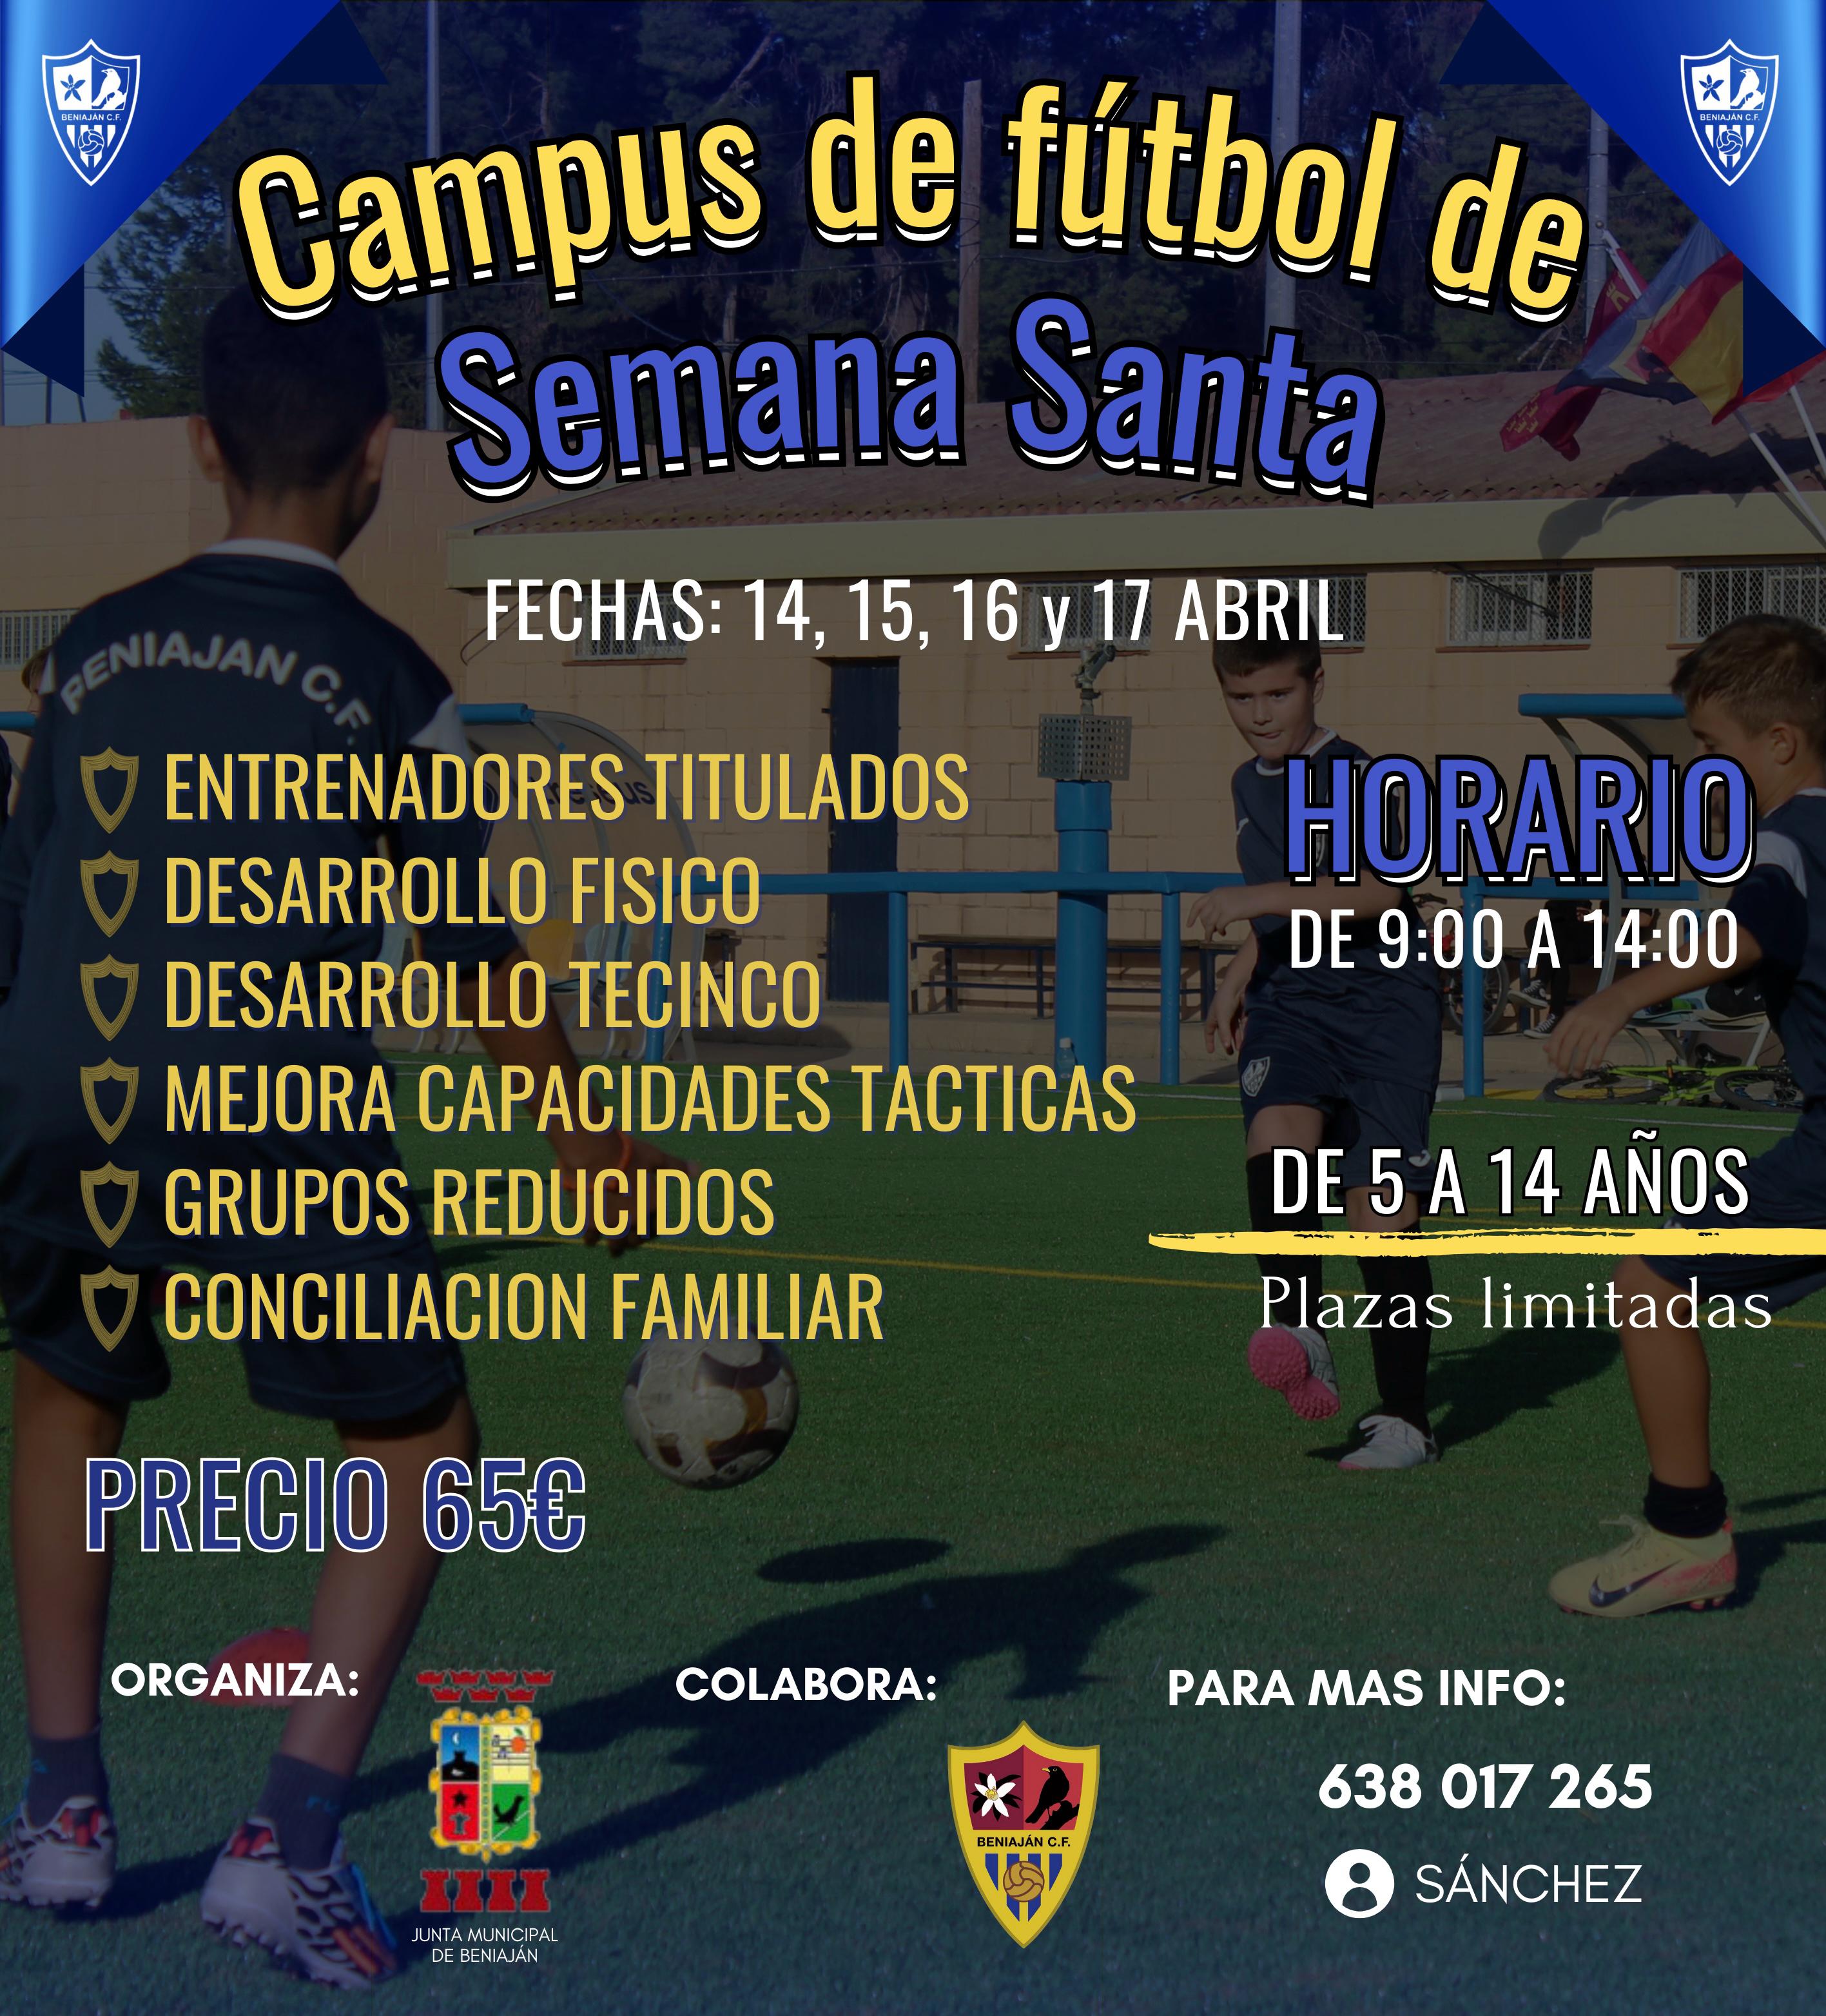 BENIAJÁN C.F.
BENIAJÁN C.F.
Campus de fútbol de
Semana Santa
FECHAS: 14, 15, 16 y 17 ABRIL
BENIAJAN C.F.
ENTRENADORES TITULADOS
DESARROLLO FISICO
DESARROLLO TECINCO
MEJORA CAPACIDADES TACTICAS
GRUPOS REDUCIDOS
CONCILIACION FAMILIAR
HORARIO
DE 9:00 A 14:00
DE 5 A 14 AÑOS
Plazas limitadas
PRECIO 65€
ORGANIZA:
JUNTA MUNICIPAL
DE BENIAJÁN
COLABORA:
BENIAJÁN C.F.
PARA MAS INFO:
638 017 265
SÁNCHEZ